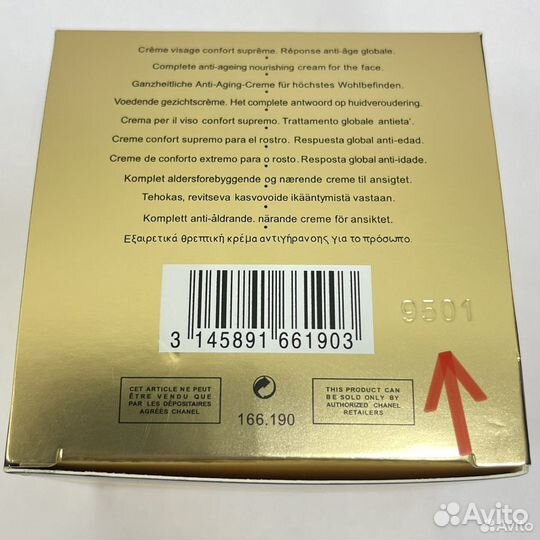 Crème visage confort suprême. Réponse anti-âge globale.
Complete anti-ageing nourishing cream for the face.
Ganzheitliche Anti-Aging-Creme für höchstes Wohlbefinden.
Voedende gezichtscrème. Het complete antwoord op huidveroudering.
Crema per il viso confort supremo. Trattamento globale antieta'.
Creme confort supremo para el rostro. Respuesta global anti-edad.
Creme de conforto extremo para o rosto. Resposta global anti-idade.
Komplet aldersforebyggende og nærende creme til ansigtet.
Tehokas, revitseva kasvovoide ikääntymistä vastaan.
Komplett anti-åldrande. närande creme för ansiktet.
Εξαιρετικά θρεπτική κρέμα αντιγήρανσης για το πρόσωπο.
9501
3 145891 661903
CET ARTICLE NE PEUT
ÊTRE VENDU QUE
PAR LES DÉPOSITAIRES
AGRÉÉS CHANEL
166.190
THIS PRODUCT CAN
BE SOLD ONLY BY
AUTHORIZED CHANEL
RETAILERS
Avito
Avito